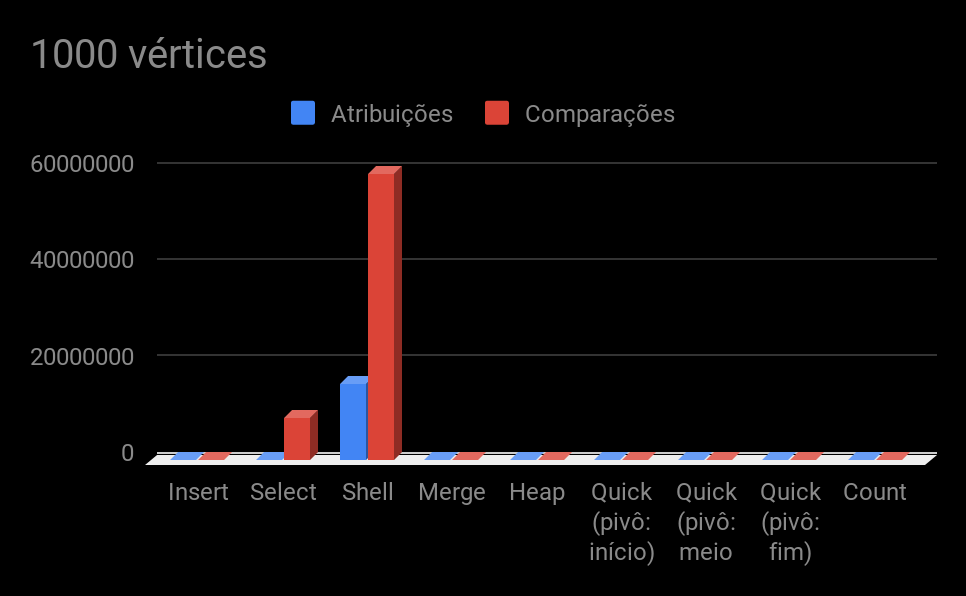 1000 vértices
Atribuições Comparações
60000000
40000000
20000000
0
Insert Select Shell Merge Heap Quick Quick Quick Count
(pivô: (pivô: (pivô:
início) meio fim)